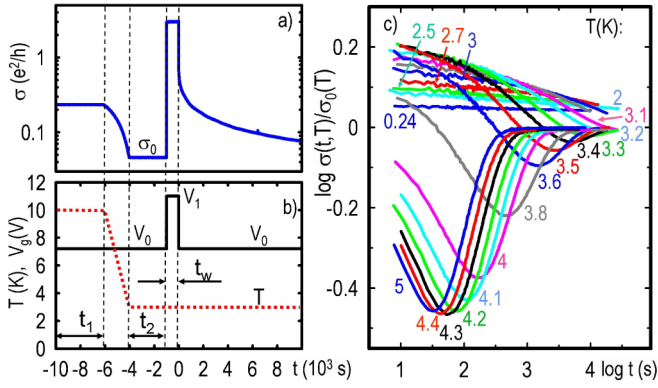 a)
σ (e²/h)
1
0.1
σ₀
b)
T (K), V_g(V)
12
10
8
6
4
2
0
V₀
V₁
V₀
t_w
T
t₁
t₂
-10 -8 -6 -4 -2 0 2 4 6 8
t (10³ s)
c)
T(K):
log σ(t,T)/σ₀(T)
0.2
-0
-0.2
-0.4
2.5
2.7
3
2
0.24
3.1
3.2
3.3
3.4
3.5
3.6
3.8
4
4.1
4.2
4.3
4.4
5
1 2 3 4 5
log t (s)